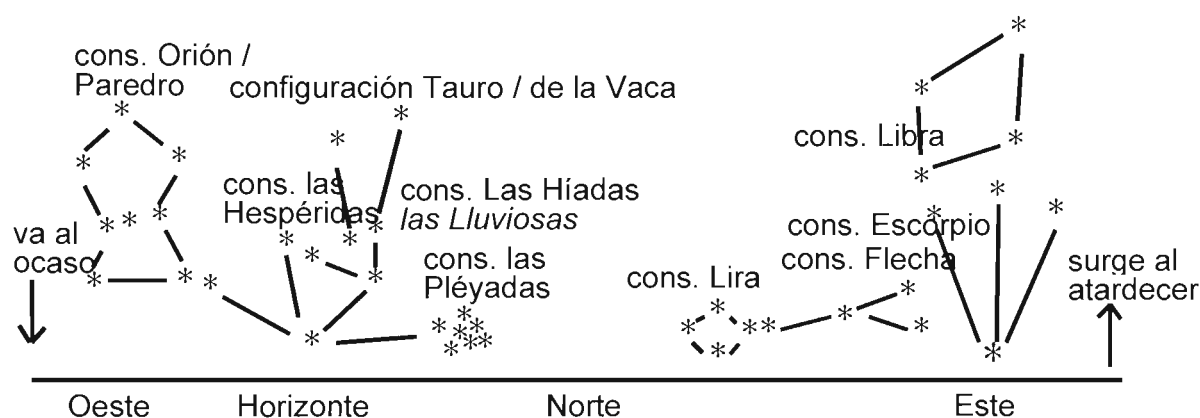 cons. Orión /
Paredro
configuración Tauro / de la Vaca
cons. Libra
cons. las
Hespéridas
cons. Las Híadas
las Lluviosas
va al
ocaso
cons. las
Pléyadas
cons. Lira
cons. Escorpio
cons. Flecha
surge al
atardecer
Oeste
Horizonte
Norte
Este